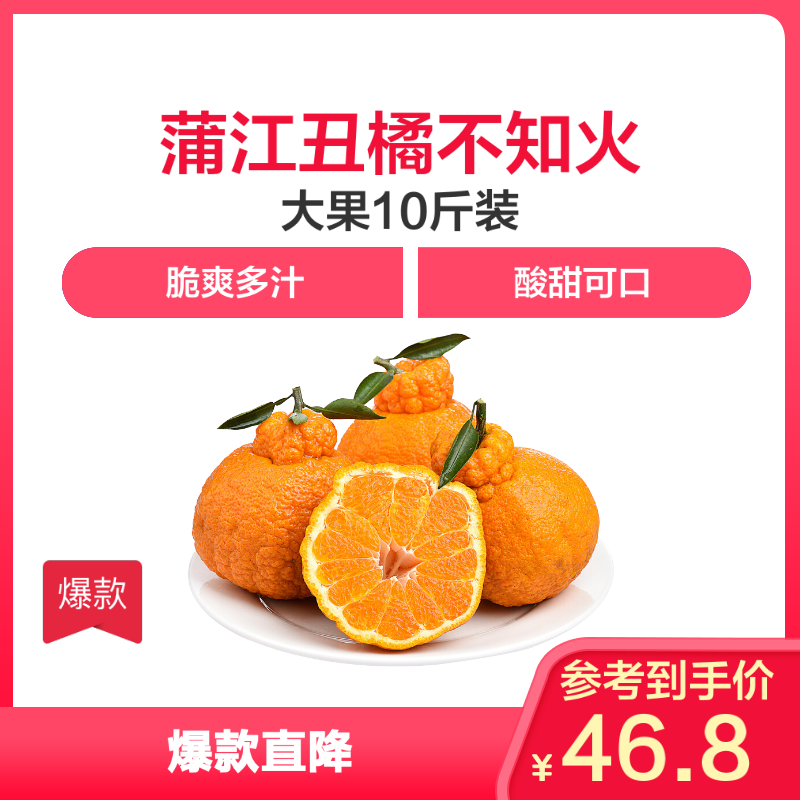 蒲江丑橘不知火
大果10斤装
脆爽多汁
酸甜可口
爆款
参考到手价
爆款直降
¥46.8